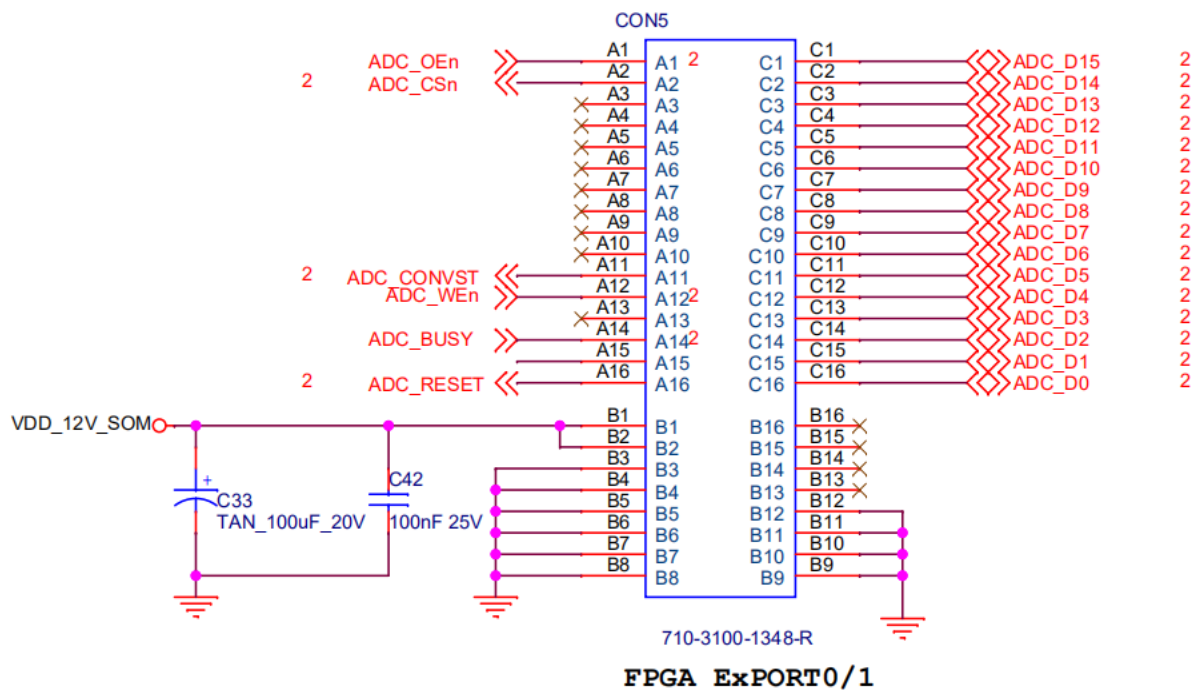 CON5
A1 C1
ADC_OEn A1 2 C1 ADC_D15 2
A2 C2
2 ADC_CSn A2 C2 ADC_D14 2
A3 C3
A3 C3 ADC_D13 2
A4 C4
A4 C4 ADC_D12 2
A5 C5
A5 C5 ADC_D11 2
A6 C6
A6 C6 ADC_D10 2
A7 C7
A7 C7 ADC_D9 2
A8 C8
A8 C8 ADC_D8 2
A9 C9
A9 C9 ADC_D7 2
A10 C10
A10 C10 ADC_D6 2
A11 C11
2 ADC_CONVST A11 C11 ADC_D5 2
A12 C12
ADC_WEn A12 2 C12 ADC_D4 2
A13 C13
A13 C13 ADC_D3 2
A14 C14
ADC_BUSY A14 2 C14 ADC_D2 2
A15 C15
A15 C15 ADC_D1 2
A16 C16
2 ADC_RESET A16 C16 ADC_D0 2
B1 B16
VDD_12V_SOM B1 B16
B2 B15
B2 B15
B3 B14
B3 B14
B4 B13
+ C42 B4 B13
B5 B12
C33 B5 B12
TAN_100uF_20V 100nF 25V
B6 B11
B6 B11
B7 B10
B7 B10
B8 B9
B8 B9
710-3100-1348-R
FPGA ExPORT0/1